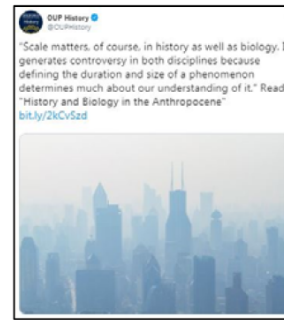 OUP History
@OUPHistory
"Scale matters, of course, in history as well as biology. I
generates controversy in both disciplines because
defining the duration and size of a phenomenon
determines much about our understanding of it." Read
"History and Biology in the Anthropocene"
bit.ly/2kCvSzd